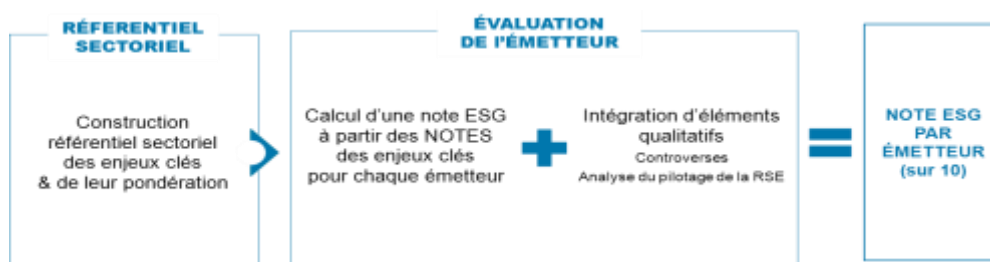 RÉFERENTIEL
SECTORIEL
Construction
référentiel sectoriel
des enjeux clés
& de leur pondération
ÉVALUATION
DE l'ÉMETTEUR
Calcul d'une note ESG
à partir des NOTES
des enjeux clés
pour chaque émetteur
Intégration d'éléments
qualitatifs
Controverses
Analyse du pilotage de la RSE
NOTE ESG
PAR
ÉMETTEUR
(sur 10)